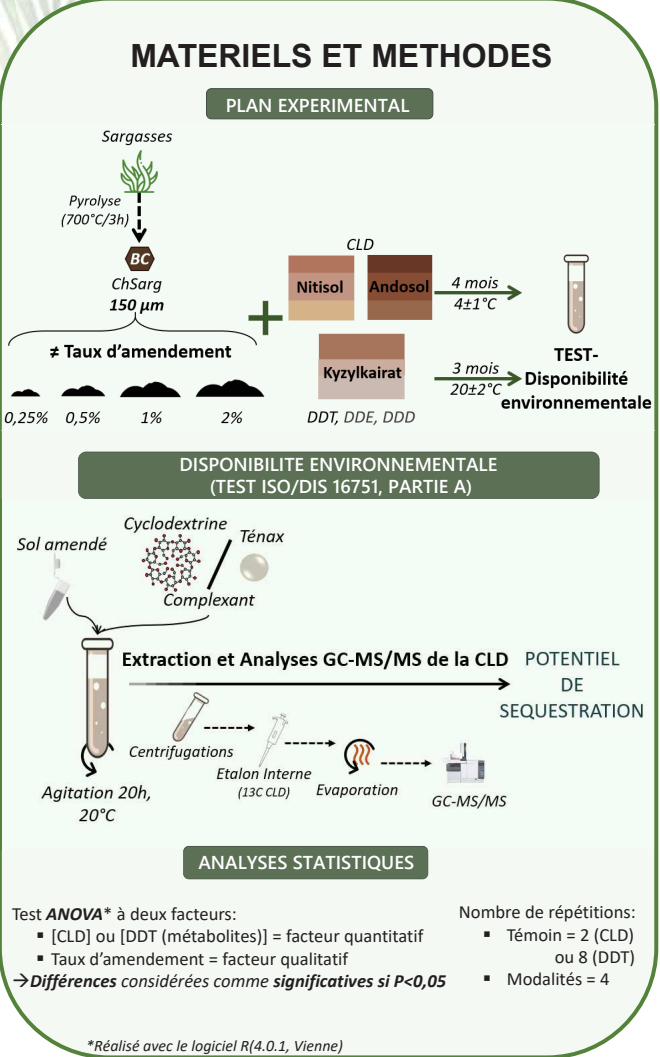 MATERIELS ET METHODES
PLAN EXPERIMENTAL
Sargasses
Pyrolyse
(700°C/3h)
BC
ChSarg
150 µm
≠ Taux d'amendement
0,25%
0,5%
1%
2%
+
CLD
Nitisol
Andosol
4 mois
4±1°C
Kyzylkairat
3 mois
20±2°C
DDT, DDE, DDD
TEST-
Disponibilité
environnementale
DISPONIBILITE ENVIRONNEMENTALE
(TEST ISO/DIS 16751, PARTIE A)
Sol amendé
Cyclodextrine
/
Ténax
Complexant
Extraction et Analyses GC-MS/MS de la CLD
POTENTIEL
DE
SEQUESTRATION
Centrifugations
Etalon Interne
(13C CLD)
Evaporation
GC-MS/MS
Agitation 20h,
20°C
ANALYSES STATISTIQUES
Test ANOVA* à deux facteurs:
▪ [CLD] ou [DDT (métabolites)] = facteur quantitatif
▪ Taux d'amendement = facteur qualitatif
→Différences considérées comme significatives si P<0,05
Nombre de répétitions:
▪ Témoin = 2 (CLD)
ou 8 (DDT)
▪ Modalités = 4
*Réalisé avec le logiciel R(4.0.1, Vienne)